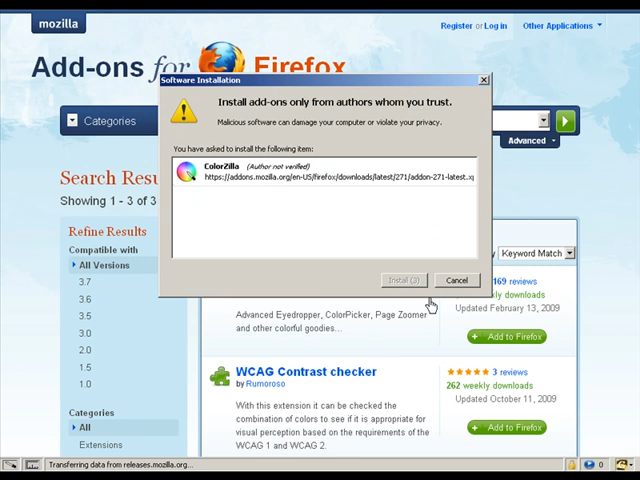 mozilla
Register or Log in
Other Applications
Add-ons for Firefox
Software Installation
Install add-ons only from authors whom you trust.
Malicious software can damage your computer or violate your privacy.
You have asked to install the following item:
ColorZilla (Author not verified)
https://addons.mozilla.org/en-US/firefox/downloads/latest/271/addon-271-latest.xp
Install (3)
Cancel
Categories
Advanced
Search Resu
Showing 1 - 3 of 3
Refine Results
Compatible with
All Versions
3.7
3.6
3.5
3.0
2.0
1.5
1.0
Categories
All
Extensions
y Keyword Match
169 reviews
kly downloads
Updated February 13, 2009
Add to Firefox
Advanced Eyedropper, ColorPicker, Page Zoomer
and other colorful goodies...
WCAG Contrast checker
by Rumoroso
3 reviews
262 weekly downloads
Updated October 11, 2009
Add to Firefox
With this extension it can be checked the
combination of colors to see if it is appropriate for
visual perception based on the requirements of the
WCAG 1 and WCAG 2.
Transferring data from releases.mozilla.org...
0